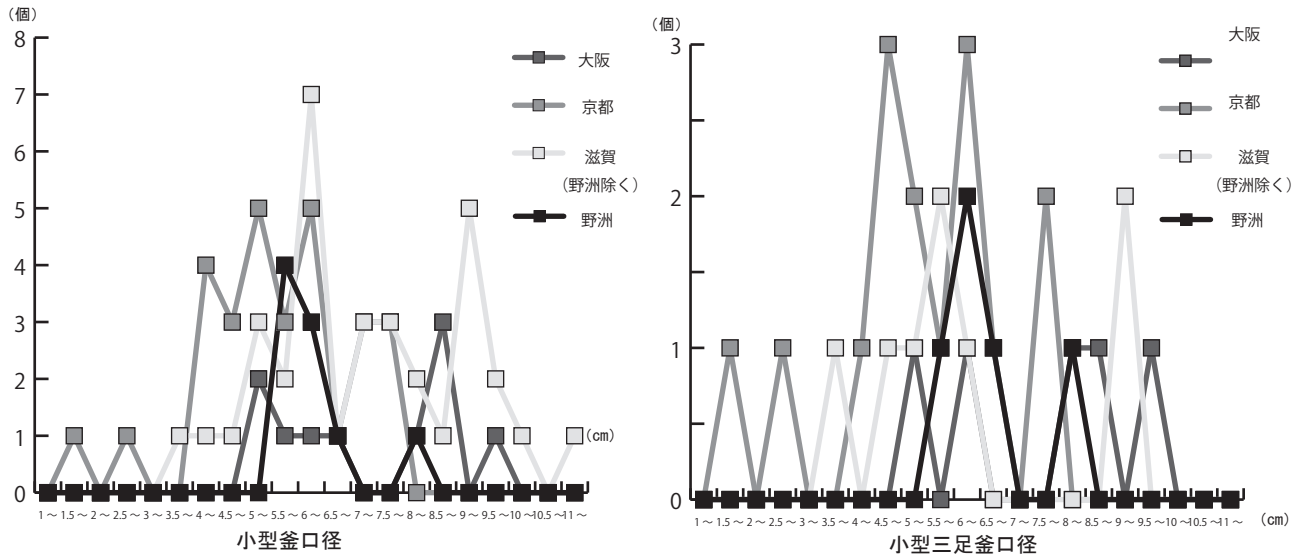 （個）
8
7
6
5
4
3
2
1
0
大阪
京都
滋賀
（野洲除く）
野洲
（cm）
1～ 1.5～ 2～ 2.5～ 3～ 3.5～ 4～ 4.5～ 5～ 5.5～ 6～ 6.5～ 7～ 7.5～ 8～ 8.5～ 9～ 9.5～ 10～ 10.5～ 11～
小型釜口径
（個）
3
2
1
0
大阪
京都
滋賀
（野洲除く）
野洲
1～ 1.5～ 2～ 2.5～ 3～ 3.5～ 4～ 4.5～ 5～ 5.5～ 6～ 6.5～ 7～ 7.5～ 8～ 8.5～ 9～ 9.5～ 10～ 10.5～ 11～
（cm）
小型三足釜口径